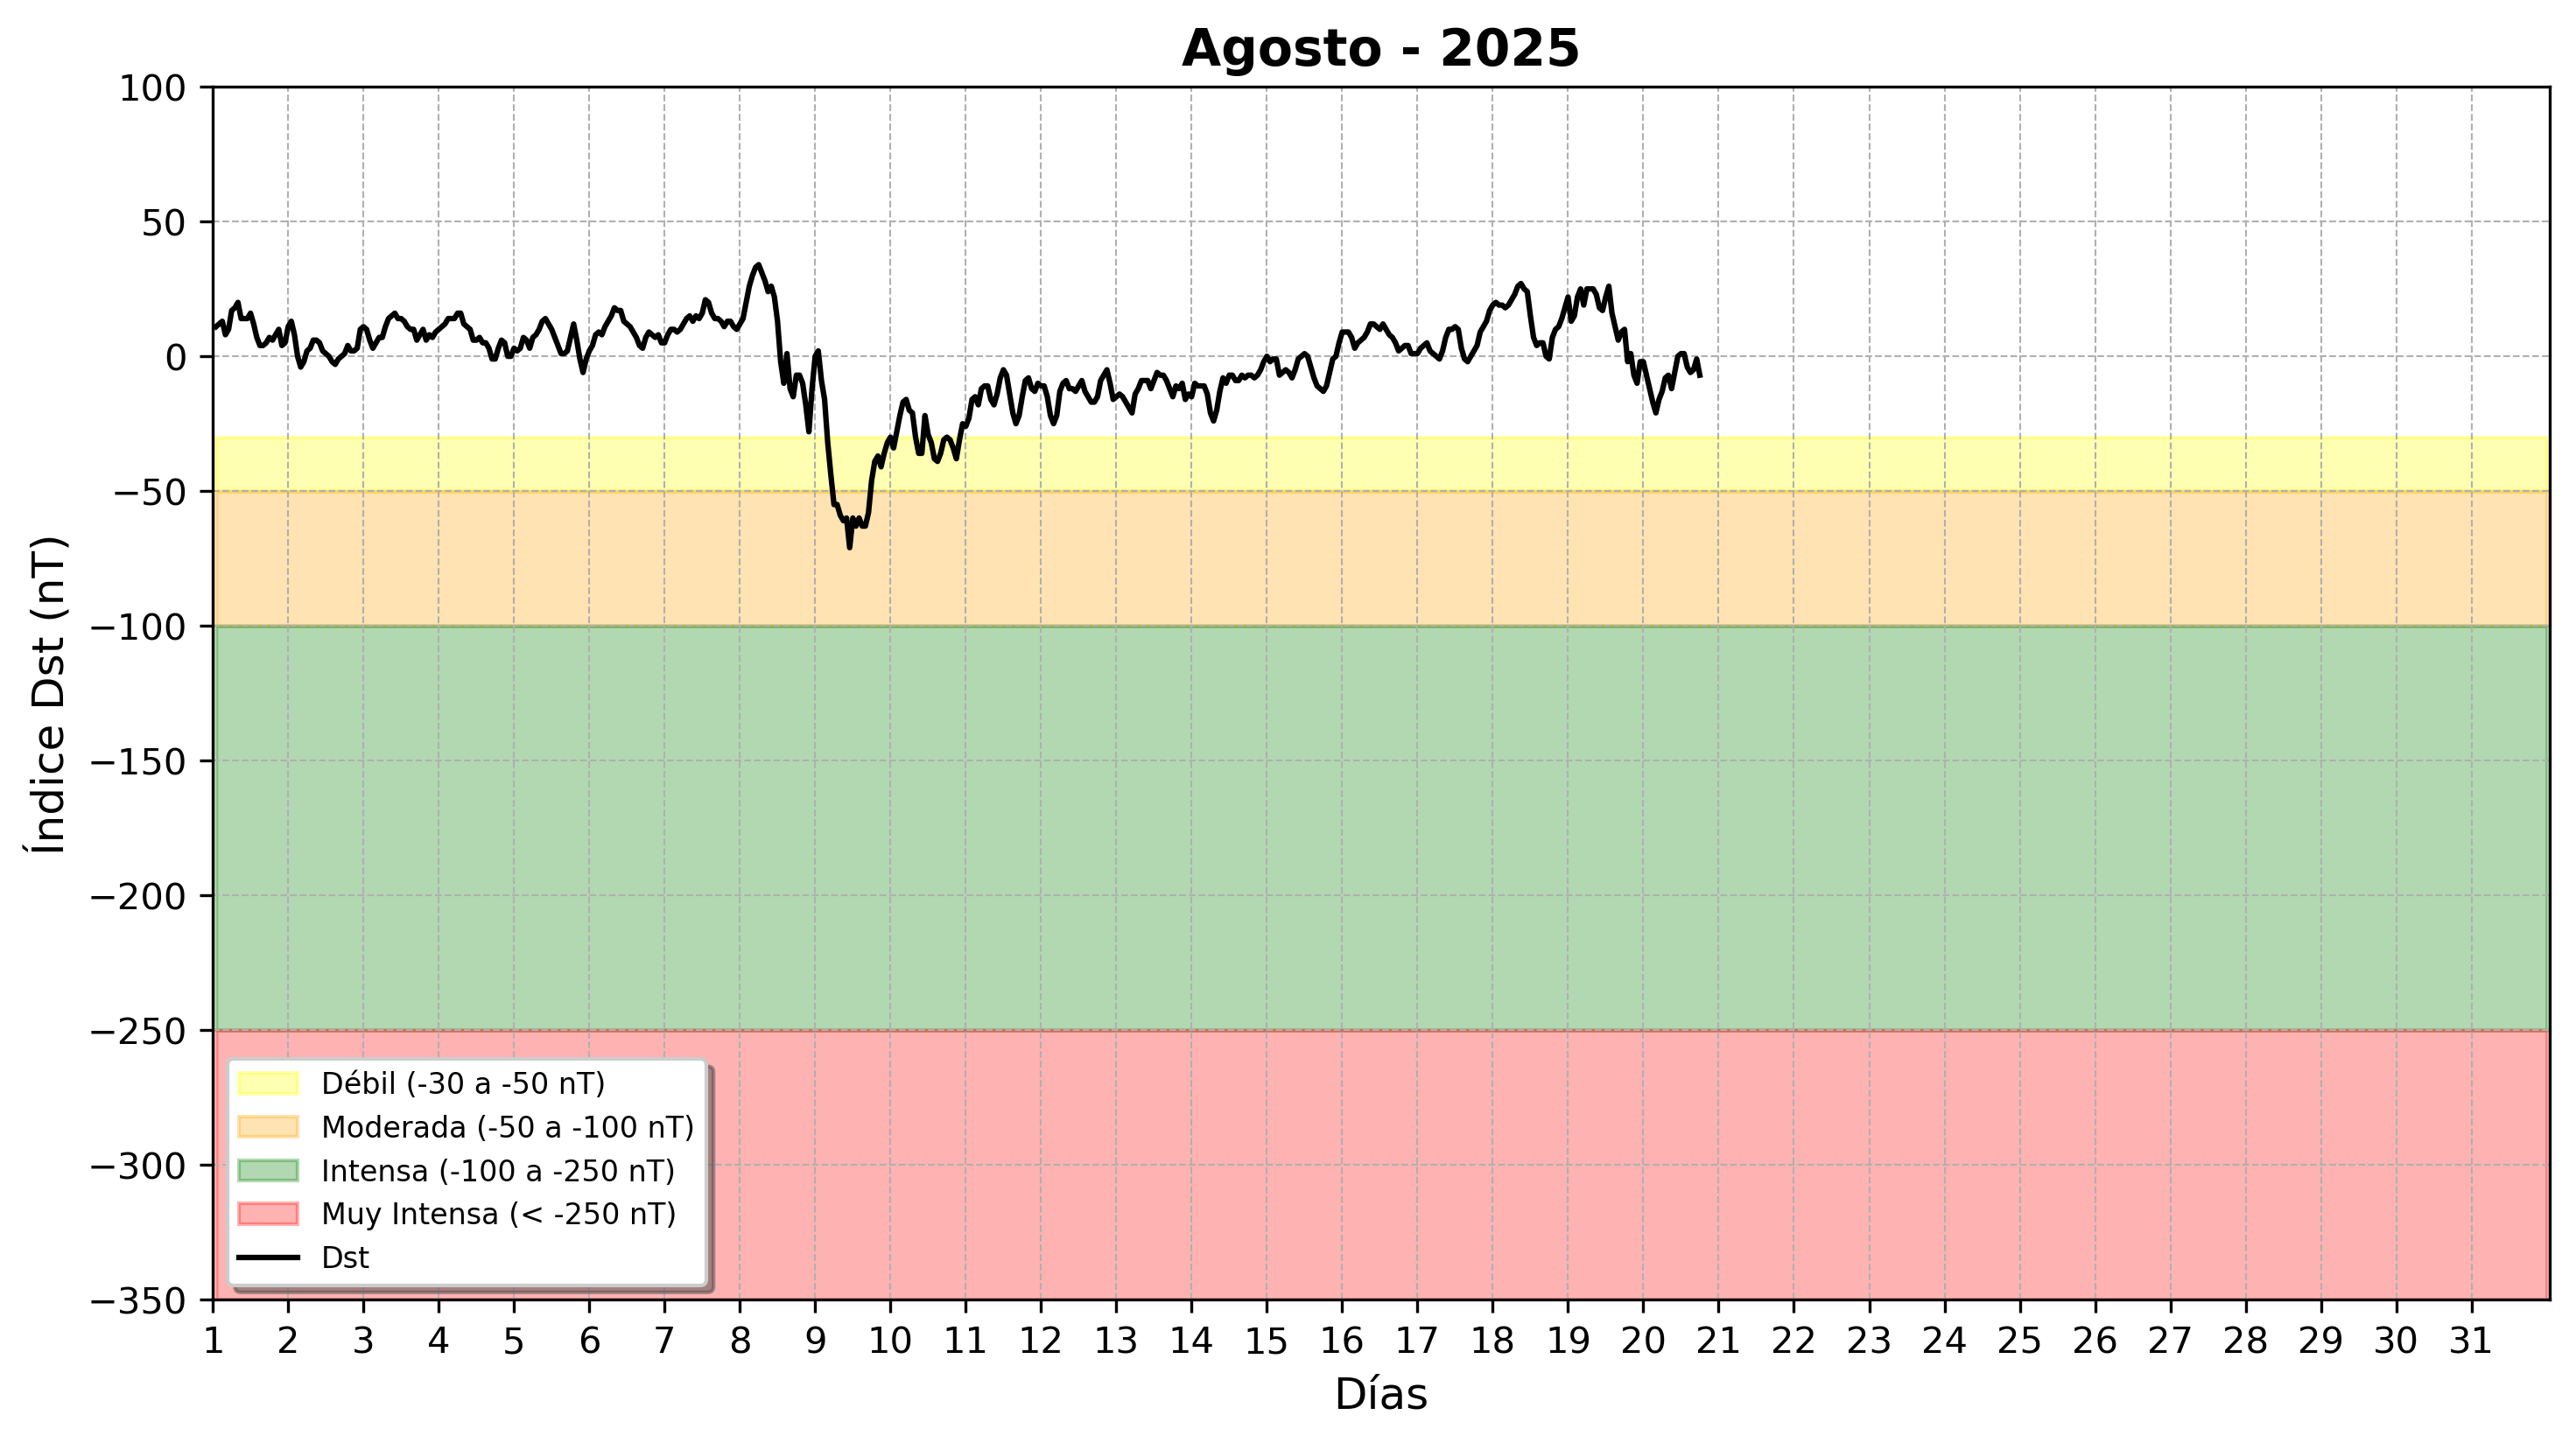 Agosto - 2025
100
50
0
−50
−100
−150
−200
−250
−300
−350
Índice Dst (nT)
Débil (-30 a -50 nT)
Moderada (-50 a -100 nT)
Intensa (-100 a -250 nT)
Muy Intensa (< -250 nT)
Dst
1 2 3 4 5 6 7 8 9 10 11 12 13 14 15 16 17 18 19 20 21 22 23 24 25 26 27 28 29 30 31
Días